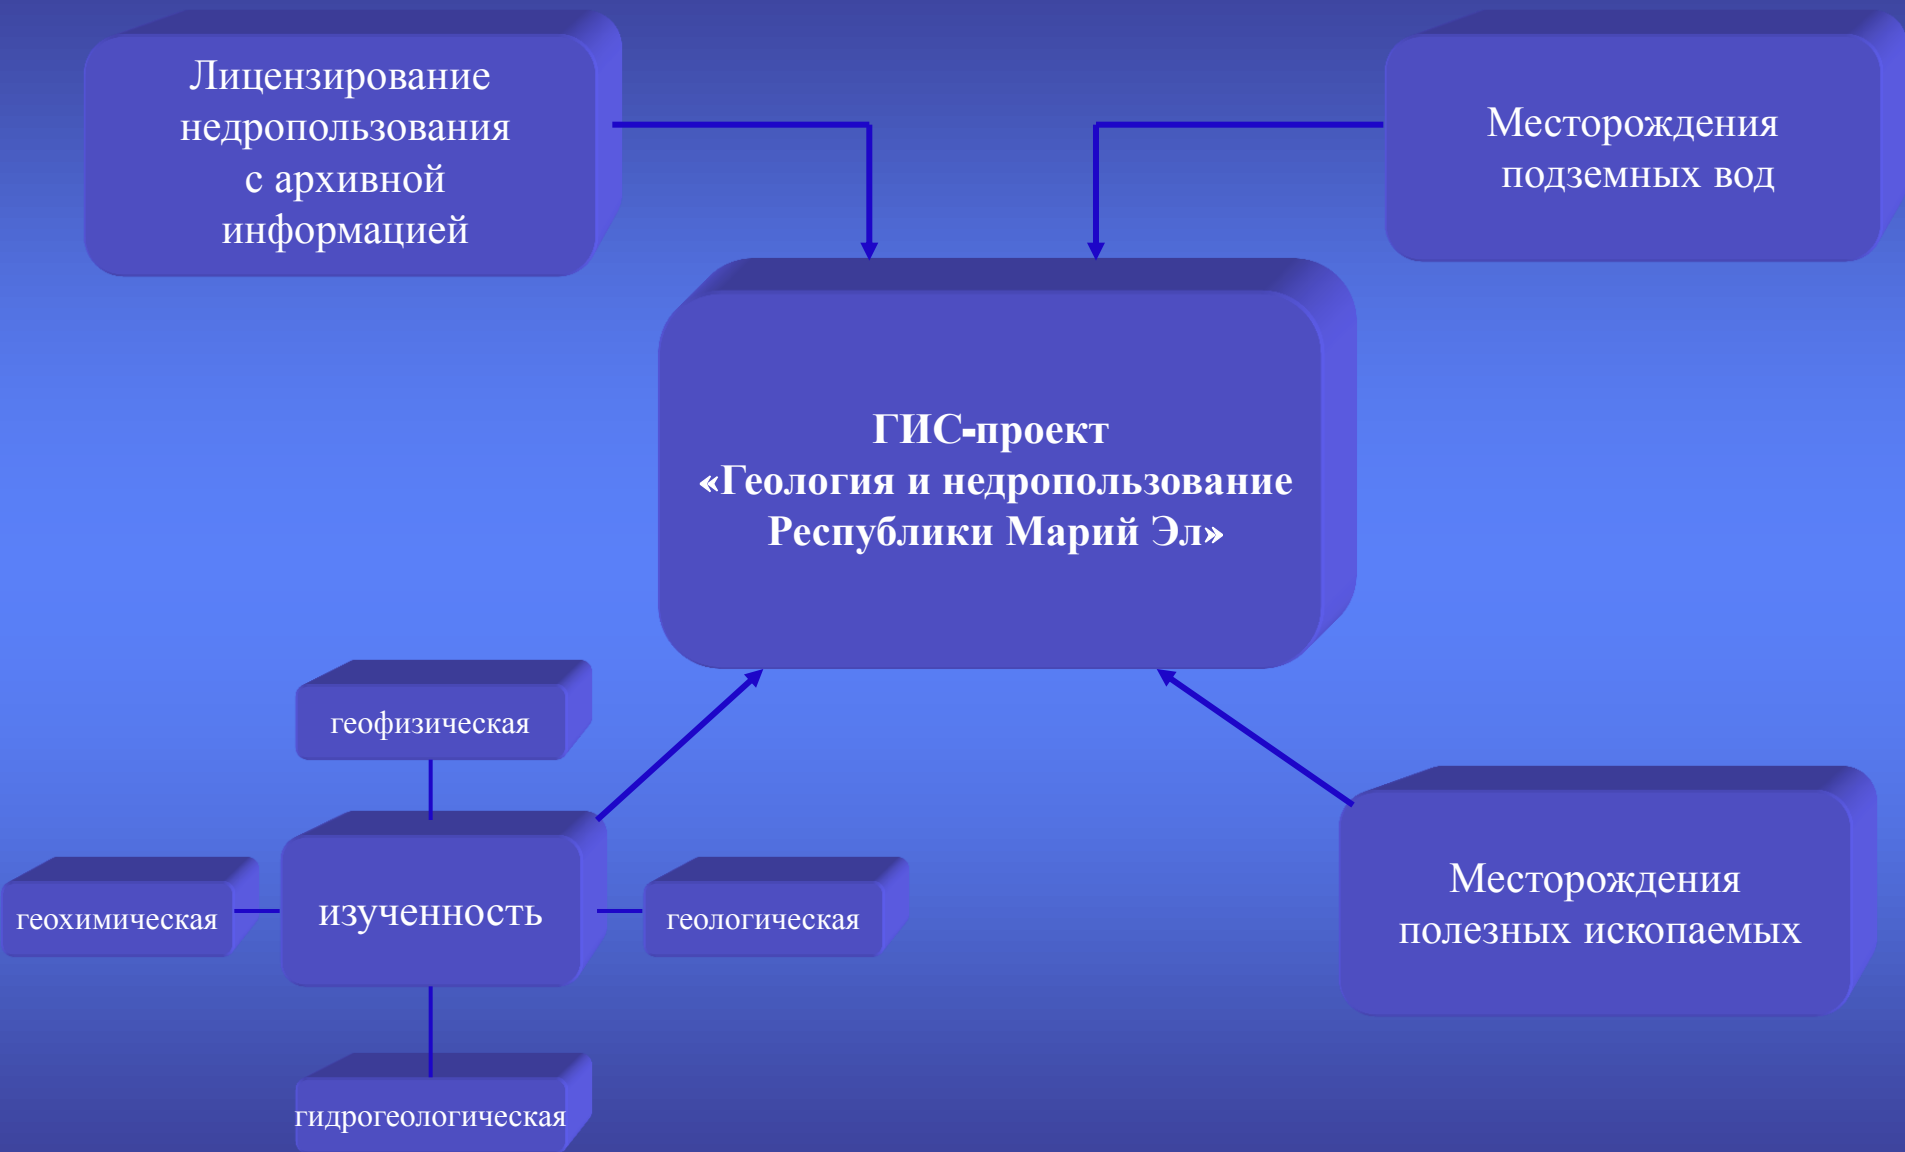 Лицензирование
недропользования
с архивной
информацией
Месторождения
подземных вод
ГИС-проект
«Геология и недропользование
Республики Марий Эл»
геофизическая
геохимическая
изученность
геологическая
гидрогеологическая
Месторождения
полезных ископаемых